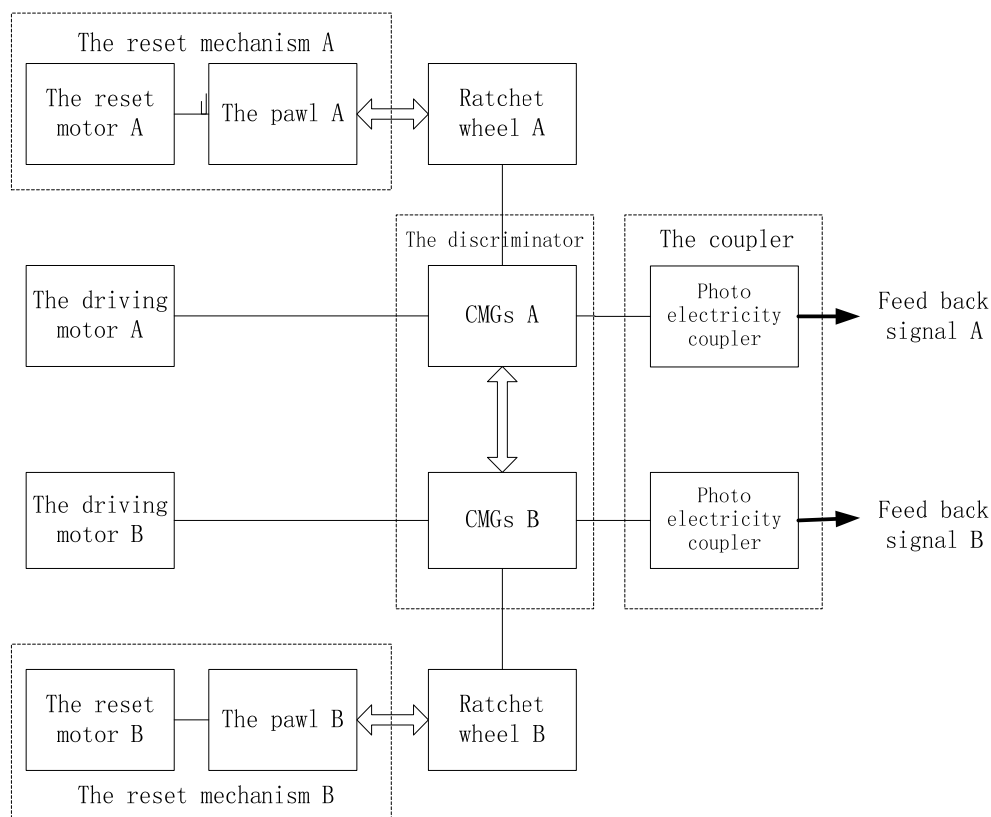 The reset mechanism A
The reset
motor A
The pawl A
Ratchet
wheel A
The discriminator
The coupler
The driving
motor A
CMGs A
Photo
electricity
coupler
Feed back
signal A
The driving
motor B
CMGs B
Photo
electricity
coupler
Feed back
signal B
The reset
motor B
The pawl B
Ratchet
wheel B
The reset mechanism B